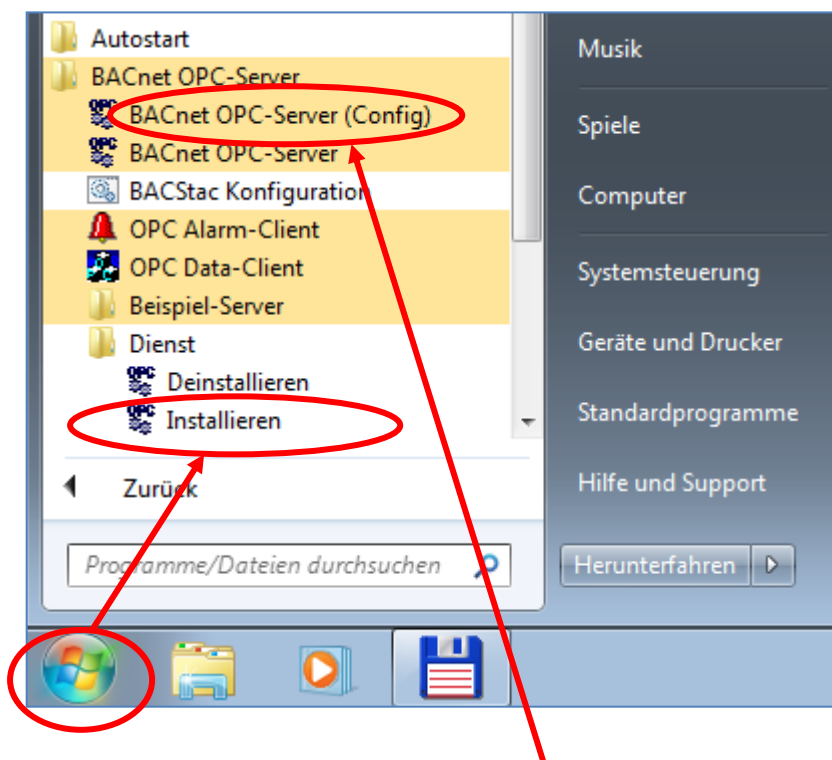 Autostart
BACnet OPC-Server
BACnet OPC-Server (Config)
BACnet OPC-Server
BACStac Konfiguration
OPC Alarm-Client
OPC Data-Client
Beispiel-Server
Dienst
Deinstallieren
Installieren
Zurück
Programme/Dateien durchsuchen
Musik
Spiele
Computer
Systemsteuerung
Geräte und Drucker
Standardprogramme
Hilfe und Support
Herunterfahren